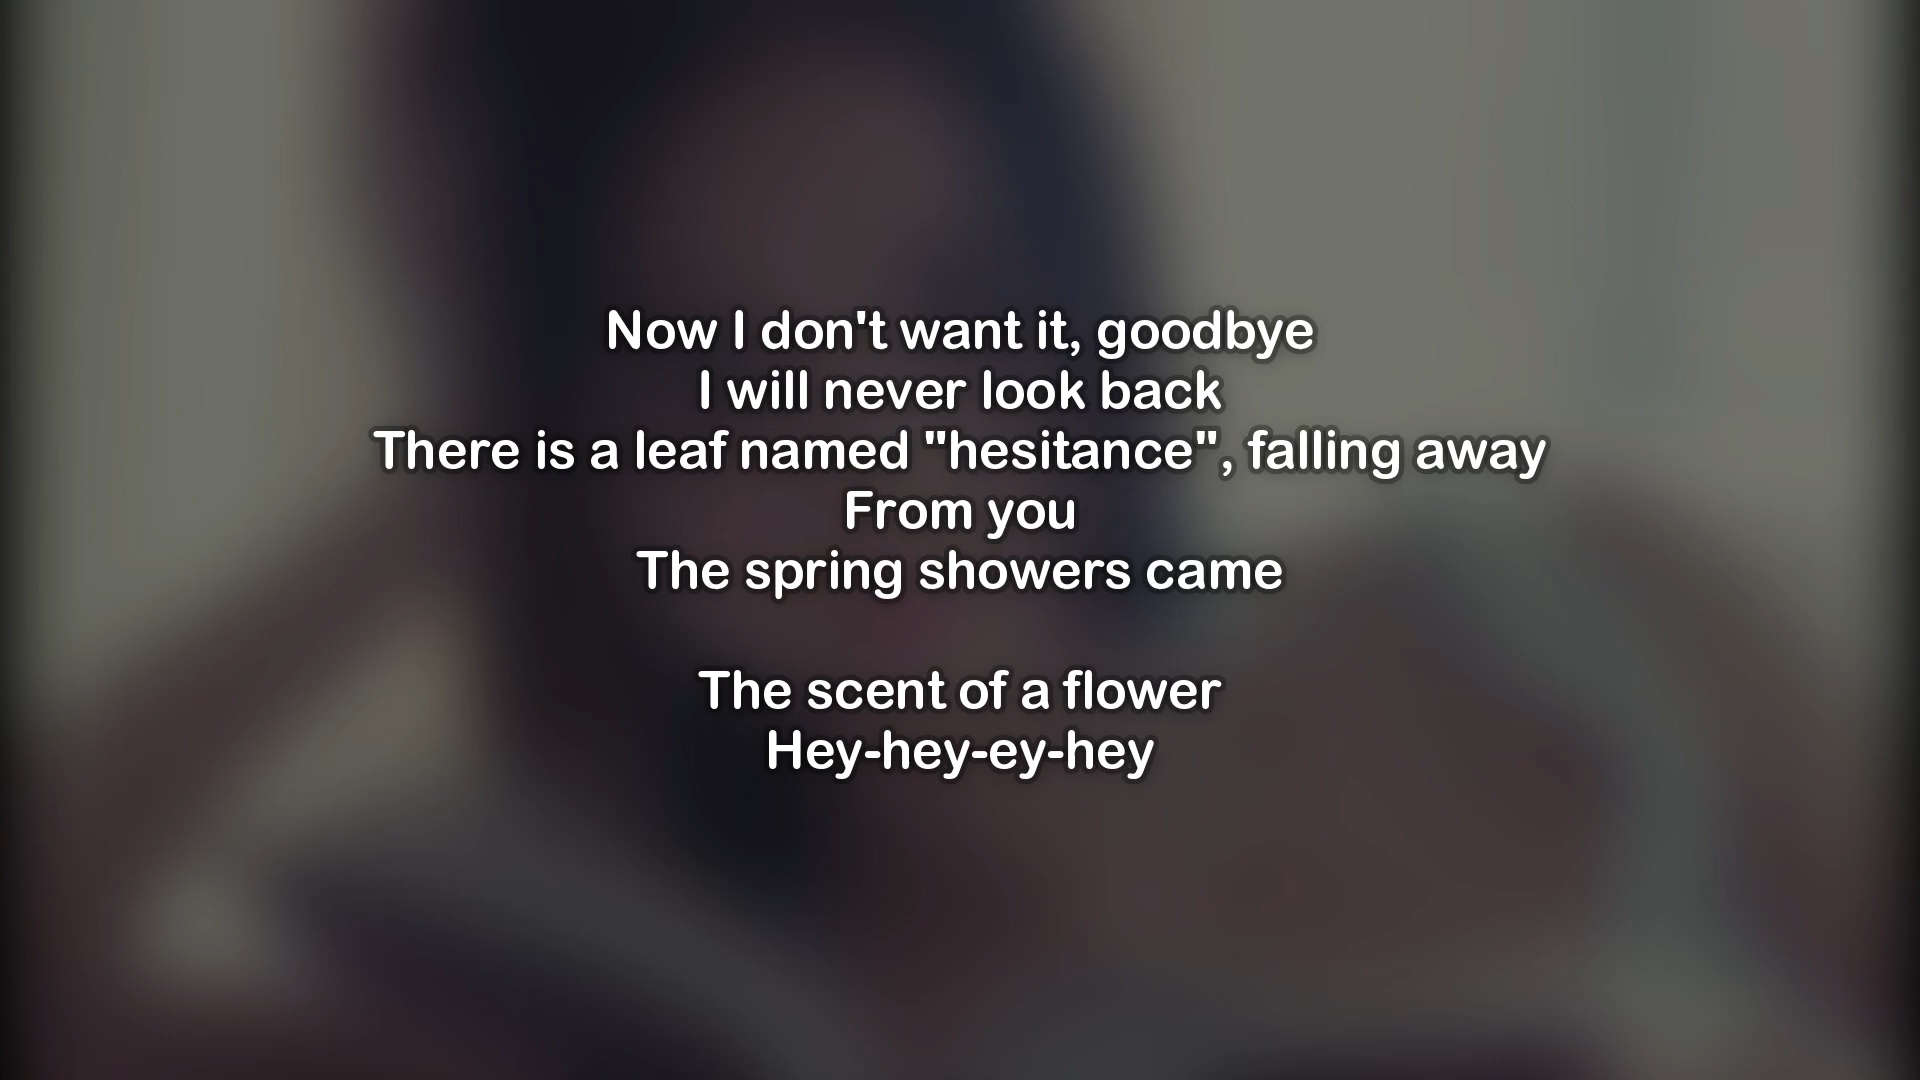 Now I don't want it, goodbye
I will never look back
There is a leaf named "hesitance", falling away
From you
The spring showers came
The scent of a flower
Hey-hey-ey-hey